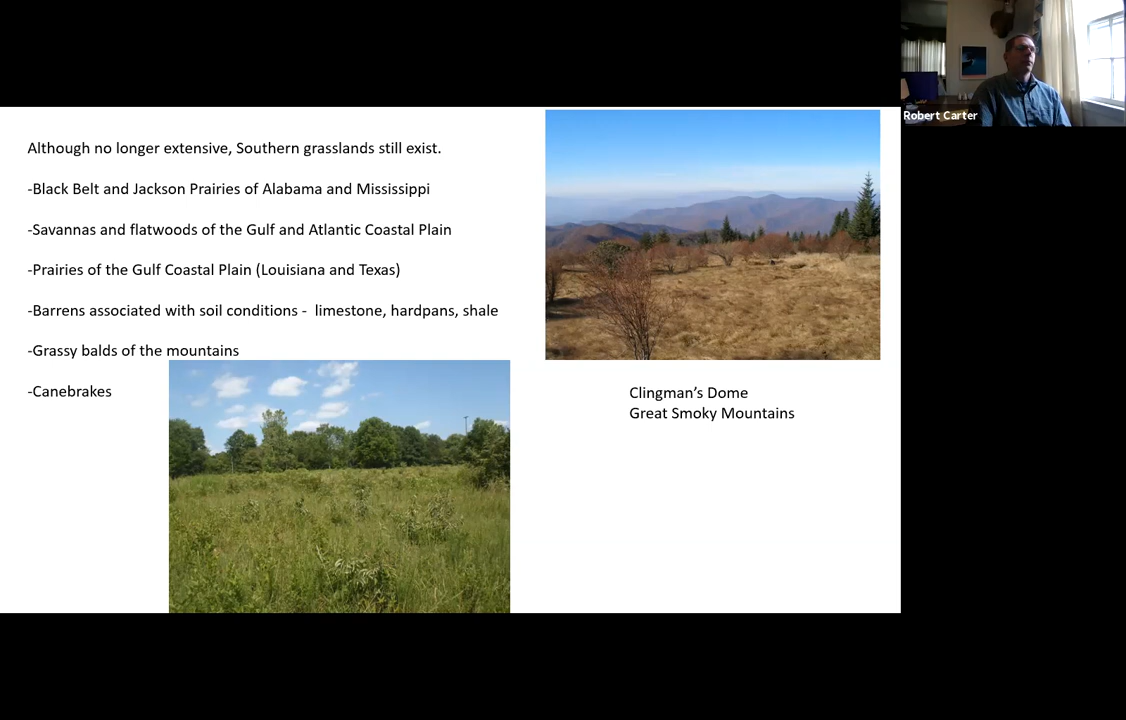 Robert Carter
Although no longer extensive, Southern grasslands still exist.
-Black Belt and Jackson Prairies of Alabama and Mississippi
-Savannas and flatwoods of the Gulf and Atlantic Coastal Plain
-Prairies of the Gulf Coastal Plain (Louisiana and Texas)
-Barrens associated with soil conditions -  limestone, hardpans, shale
-Grassy balds of the mountains
-Canebrakes
Clingman’s Dome
Great Smoky Mountains